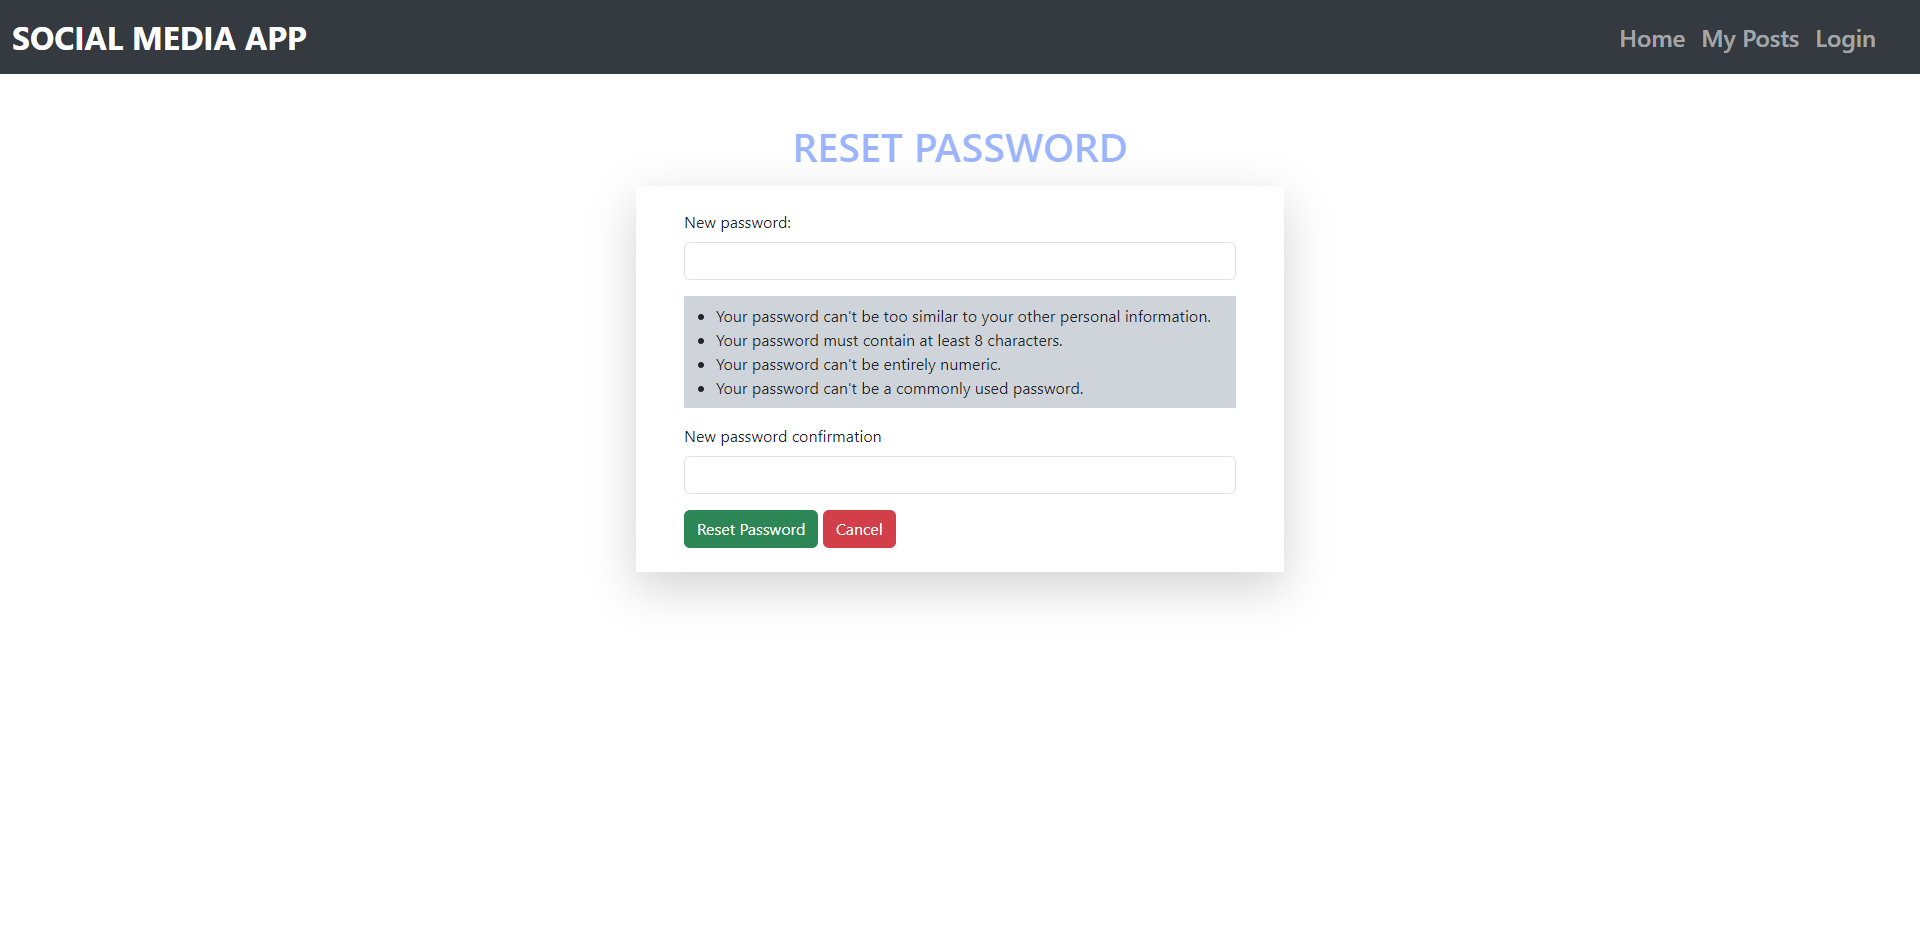 SOCIAL MEDIA APP
Home My Posts Login
RESET PASSWORD
New password:
Your password can't be too similar to your other personal information.
Your password must contain at least 8 characters.
Your password can't be entirely numeric.
Your password can't be a commonly used password.
New password confirmation
Reset Password Cancel